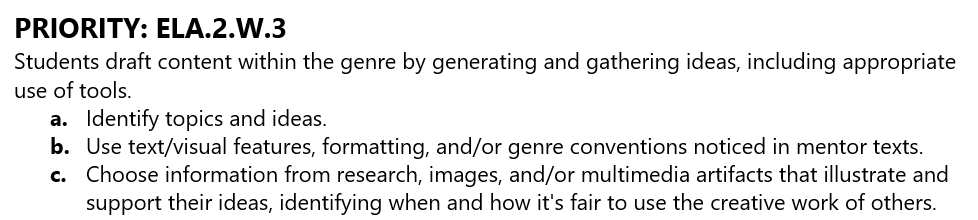 PRIORITY: ELA.2.W.3
Students draft content within the genre by generating and gathering ideas, including appropriate
use of tools.
a. Identify topics and ideas.
b. Use text/visual features, formatting, and/or genre conventions noticed in mentor texts.
c. Choose information from research, images, and/or multimedia artifacts that illustrate and
support their ideas, identifying when and how it's fair to use the creative work of others.